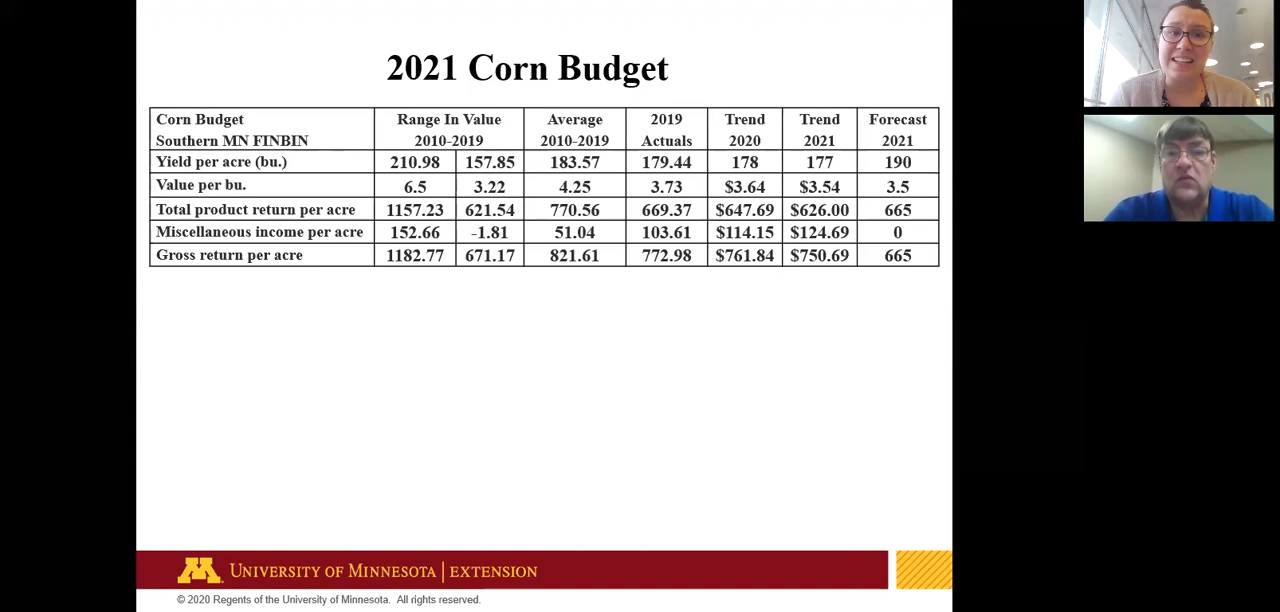 2021 Corn Budget
Corn Budget Range In Value Average 2019 Trend Trend Forecast
Southern MN FINBIN 2010-2019 2010-2019 Actuals 2020 2021 2021
Yield per acre (bu.) 210.98 157.85 183.57 179.44 178 177 190
Value per bu. 6.5 3.22 4.25 3.73 $3.64 $3.54 3.5
Total product return per acre 1157.23 621.54 770.56 669.37 $647.69 $626.00 665
Miscellaneous income per acre 152.66 -1.81 51.04 103.61 $114.15 $124.69 0
Gross return per acre 1182.77 671.17 821.61 772.98 $761.84 $750.69 665
M UNIVERSITY OF MINNESOTA | EXTENSION
© 2020 Regents of the University of Minnesota. All rights reserved.